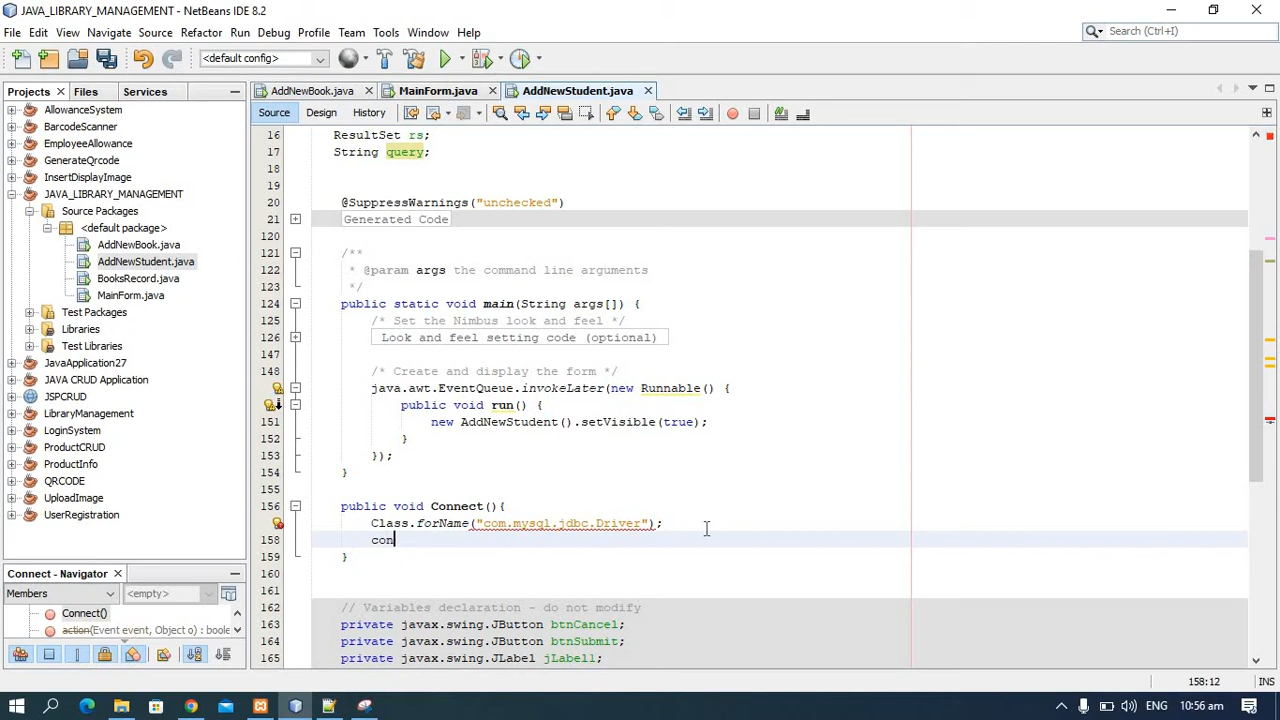 JAVA_LIBRARY_MANAGEMENT - NetBeans IDE 8.2
File Edit View Navigate Source Refactor Run Debug Profile Team Tools Window Help
Search (Ctrl+I)
<default config>
Projects Files Services
AddNewBook.java MainForm.java AddNewStudent.java
Source Design History
AllowanceSystem
BarcodeScanner
EmployeeAllowance
GenerateQrcode
InsertDisplayImage
JAVA_LIBRARY_MANAGEMENT
Source Packages
<default package>
AddNewBook.java
AddNewStudent.java
BooksRecord.java
MainForm.java
Test Packages
Libraries
Test Libraries
JavaApplication27
JAVA CRUD Application
JSPCRUD
LibraryManagement
LoginSystem
ProductCRUD
ProductInfo
QRCODE
UploadImage
UserRegistration
Connect - Navigator
Members <empty>
Connect()
action(Event event, Object o) : boole
16 ResultSet rs;
17 String query;
18
19
20 @SuppressWarnings("unchecked")
21 Generated Code
120
121 /**
122 * @param args the command line arguments
123 */
124 public static void main(String args[]) {
125 /* Set the Nimbus look and feel */
126 Look and feel setting code (optional)
147
148 /* Create and display the form */
java.awt.EventQueue.invokeLater(new Runnable() {
public void run() {
151 new AddNewStudent().setVisible(true);
152 }
153 });
154 }
155
156 public void Connect(){
Class.forName("com.mysql.jdbc.Driver");
158 con
159 }
160
161
162 // Variables declaration - do not modify
163 private javax.swing.JButton btnCancel;
164 private javax.swing.JButton btnSubmit;
165 private javax.swing.JLabel jLabel1;
158:12 INS
ENG 10:56 am